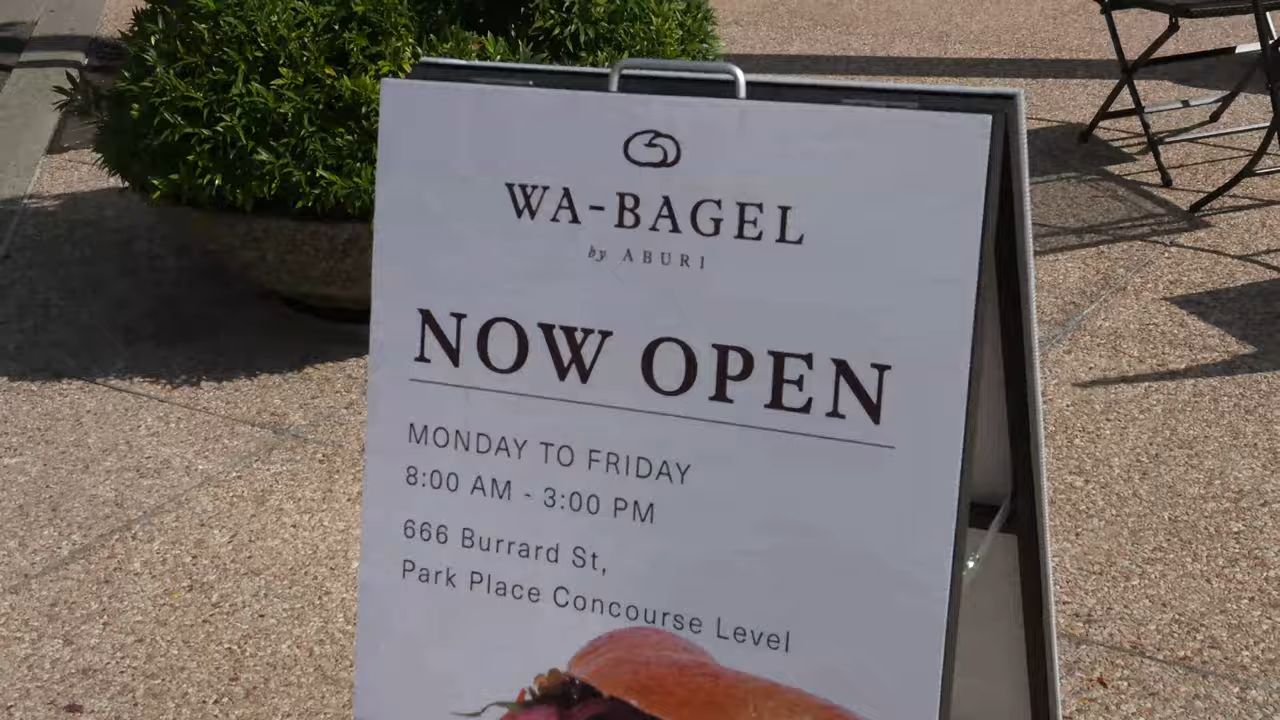 WA-BAGEL
by ABURI
NOW OPEN
MONDAY TO FRIDAY
8:00 AM - 3:00 PM
666 Burrard St,
Park Place Concourse Level